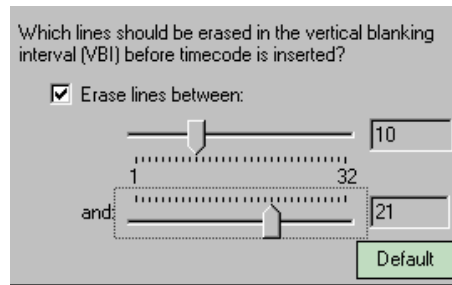 Which lines should be erased in the vertical blanking
interval (VBI) before timecode is inserted?
Erase lines between:
10
1 32
and:
21
Default